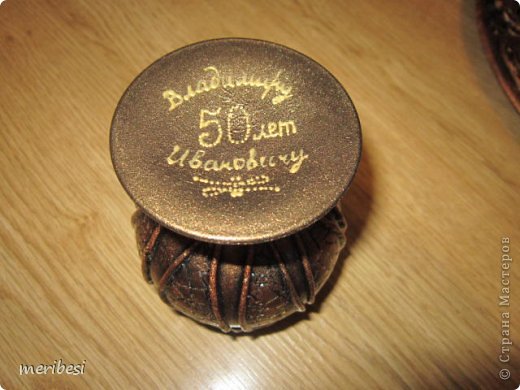 Владимиру
50 лет
Ивановичу
meribesi
© Страна Мастеров